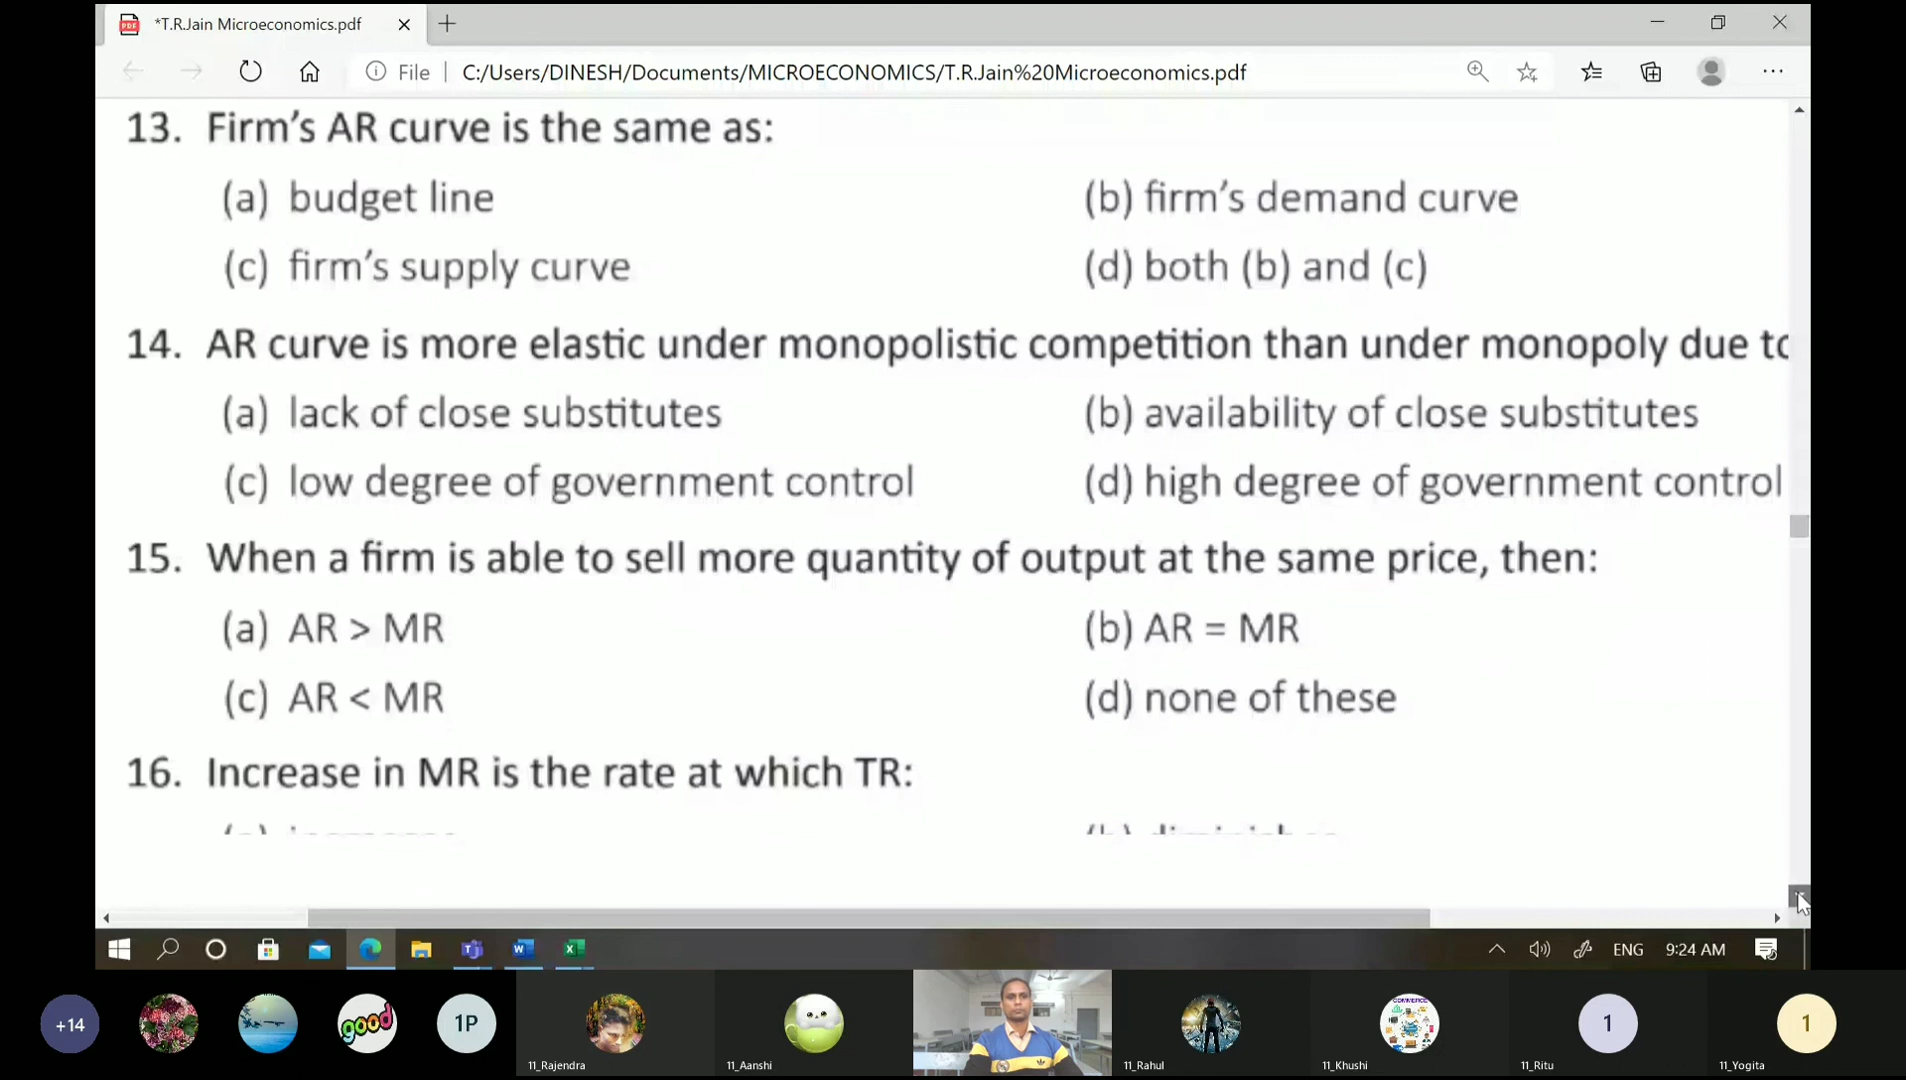 *T.R.Jain Microeconomics.pdf
File
C:/Users/DINESH/Documents/MICROECONOMICS/T.R.Jain%20Microeconomics.pdf
13. Firm's AR curve is the same as:
(a) budget line (b) firm's demand curve
(c) firm's supply curve (d) both (b) and (c)
14. AR curve is more elastic under monopolistic competition than under monopoly due to
(a) lack of close substitutes (b) availability of close substitutes
(c) low degree of government control (d) high degree of government control
15. When a firm is able to sell more quantity of output at the same price, then:
(a) AR > MR (b) AR = MR
(c) AR < MR (d) none of these
16. Increase in MR is the rate at which TR:
ENG 9:24 AM
+14
good
1P
COMMERCE
1
1
11_Rajendra
11_Aanshi
11_Rahul
11_Khushi
11_Ritu
11_Yogita